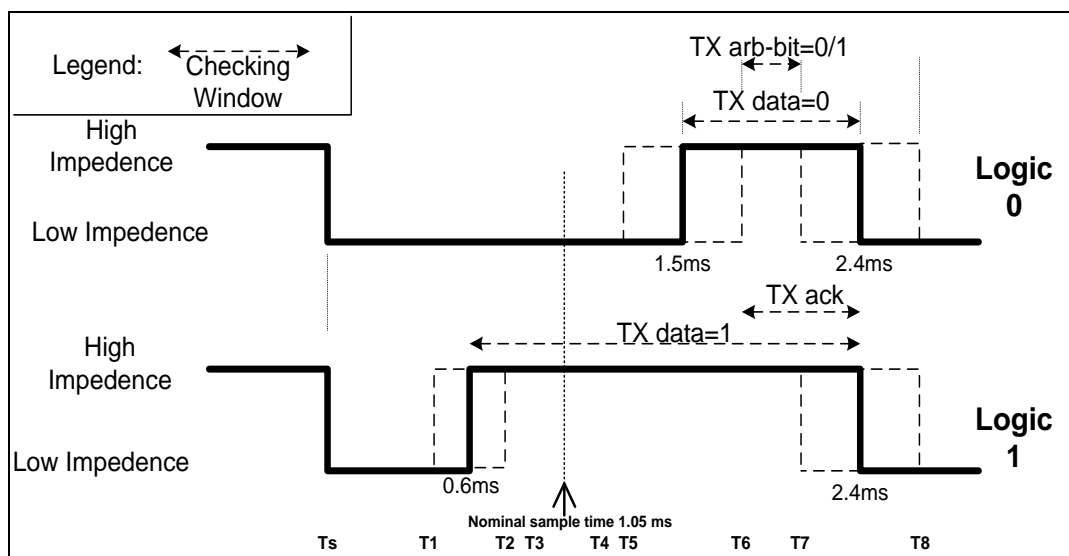 Legend:
Checking
Window
TX arb-bit=0/1
TX data=0
High
Impedence
Low Impedence
Logic
0
1.5ms
2.4ms
TX ack
TX data=1
High
Impedence
Low Impedence
Logic
1
0.6ms
2.4ms
Nominal sample time 1.05 ms
Ts T1 T2 T3 T4 T5 T6 T7 T8